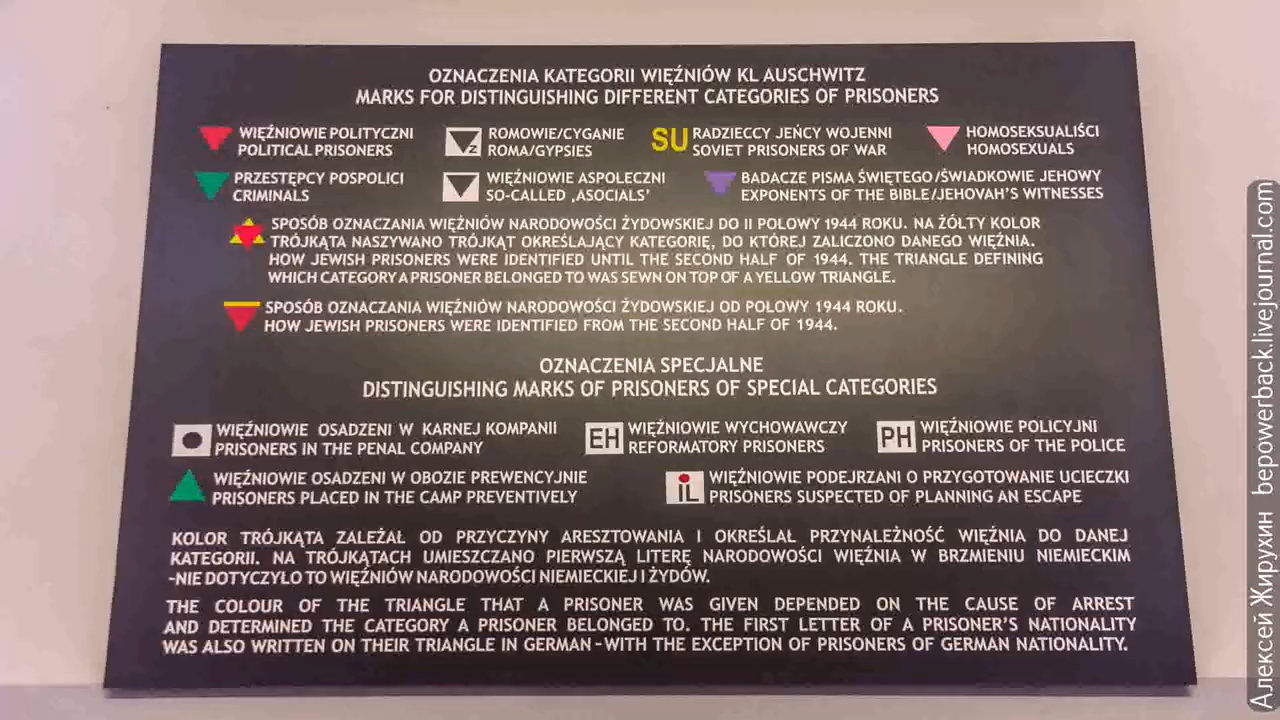 OZNACZENIA KATEGORII WIĘŹNIÓW KL AUSCHWITZ
MARKS FOR DISTINGUISHING DIFFERENT CATEGORIES OF PRISONERS
WIĘŹNIOWIE POLITYCZNI
POLITICAL PRISONERS
Z
ROMOWIE/CYGANIE
ROMA/GYPSIES
SU
RADZIECCY JEŃCY WOJENNI
SOVIET PRISONERS OF WAR
HOMOSEKSUALIŚCI
HOMOSEXUALS
PRZESTĘPCY POSPOLICI
CRIMINALS
WIĘŹNIOWIE ASPOŁECZNI
SO-CALLED ‚ASOCIALS’
BADACZE PISMA ŚWIĘTEGO/ŚWIADKOWIE JEHOWY
EXPONENTS OF THE BIBLE/JEHOVAH'S WITNESSES
SPOSÓB OZNACZANIA WIĘŹNIÓW NARODOWOŚCI ŻYDOWSKIEJ DO II POŁOWY 1944 ROKU. NA ŻÓŁTY KOLOR
TRÓJKĄTA NASZYWANO TRÓJKĄT OKREŚLAJĄCY KATEGORIĘ, DO KTÓREJ ZALICZONO DANEGO WIĘŹNIA.
HOW JEWISH PRISONERS WERE IDENTIFIED UNTIL THE SECOND HALF OF 1944. THE TRIANGLE DEFINING
WHICH CATEGORY A PRISONER BELONGED TO WAS SEWN ON TOP OF A YELLOW TRIANGLE.
SPOSÓB OZNACZANIA WIĘŹNIÓW NARODOWOŚCI ŻYDOWSKIEJ OD POŁOWY 1944 ROKU.
HOW JEWISH PRISONERS WERE IDENTIFIED FROM THE SECOND HALF OF 1944.
OZNACZENIA SPECJALNE
DISTINGUISHING MARKS OF PRISONERS OF SPECIAL CATEGORIES
WIĘŹNIOWIE OSADZENI W KARNEJ KOMPANII
PRISONERS IN THE PENAL COMPANY
EH
WIĘŹNIOWIE WYCHOWAWCZY
REFORMATORY PRISONERS
PH
WIĘŹNIOWIE POLICYJNI
PRISONERS OF THE POLICE
WIĘŹNIOWIE OSADZENI W OBOZIE PREWENCYJNIE
PRISONERS PLACED IN THE CAMP PREVENTIVELY
iL
WIĘŹNIOWIE PODEJRZANI O PRZYGOTOWANIE UCIECZKI
PRISONERS SUSPECTED OF PLANNING AN ESCAPE
KOLOR TRÓJKĄTA ZALEŻAŁ OD PRZYCZYNY ARESZTOWANIA I OKREŚLAŁ PRZYNALEŻNOŚĆ WIĘŹNIA DO DANEJ
KATEGORII. NA TRÓJKĄTACH UMIESZCZANO PIERWSZĄ LITERĘ NARODOWOŚCI WIĘŹNIA W BRZMIENIU NIEMIECKIM
-NIE DOTYCZYŁO TO WIĘŹNIÓW NARODOWOŚCI NIEMIECKIEJ I ŻYDÓW.
THE COLOUR OF THE TRIANGLE THAT A PRISONER WAS GIVEN DEPENDED ON THE CAUSE OF ARREST
AND DETERMINED THE CATEGORY A PRISONER BELONGED TO. THE FIRST LETTER OF A PRISONER'S NATIONALITY
WAS ALSO WRITTEN ON THEIR TRIANGLE IN GERMAN -WITH THE EXCEPTION OF PRISONERS OF GERMAN NATIONALITY.
Алексей Жирухин bepowerback.livejournal.com